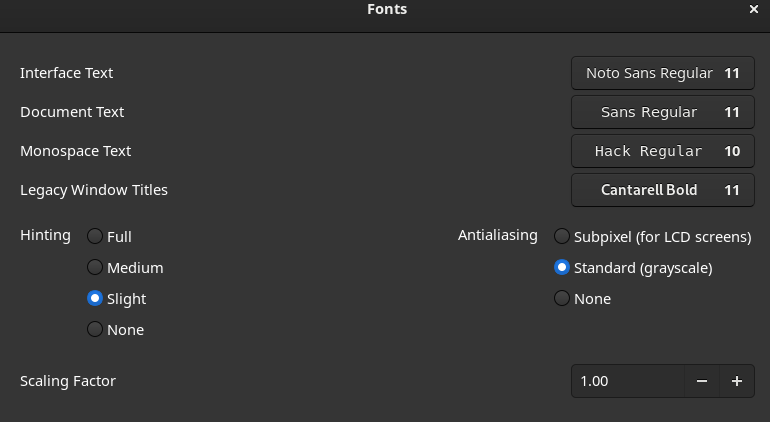 Fonts
Interface Text Noto Sans Regular 11
Document Text Sans Regular 11
Monospace Text Hack Regular 10
Legacy Window Titles Cantarell Bold 11
Hinting Full Antialiasing Subpixel (for LCD screens)
Medium Standard (grayscale)
Slight None
None
Scaling Factor 1.00